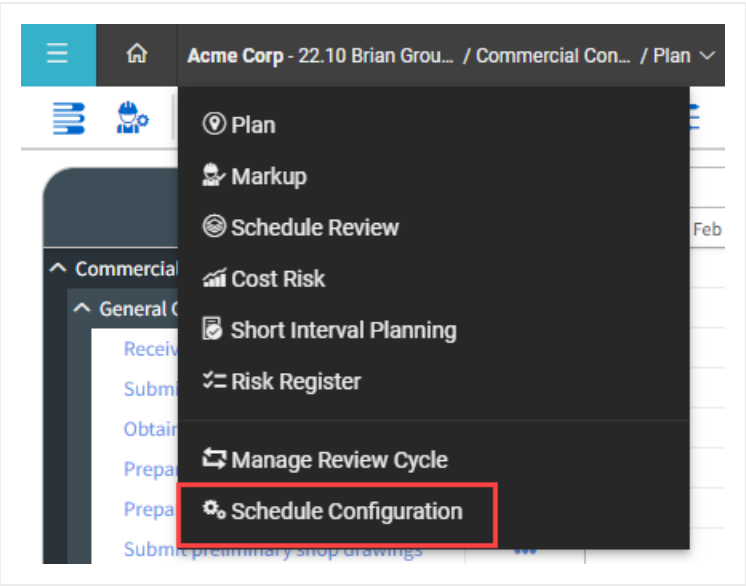 Acme Corp - 22.10 Brian Grou... / Commercial Con... / Plan
Plan
Markup
Schedule Review
Feb
Commercial
Cost Risk
General
Short Interval Planning
Risk Register
Manage Review Cycle
Schedule Configuration
Submit preliminary shop drawings